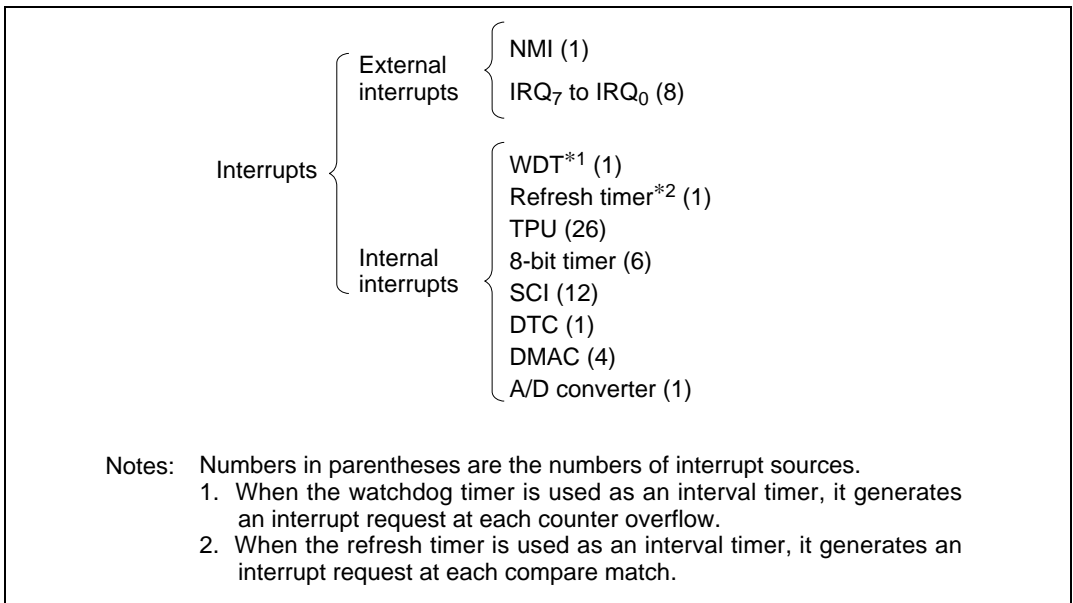 External
interrupts
NMI (1)
IRQ₇ to IRQ₀ (8)
Interrupts
Internal
interrupts
WDT*1 (1)
Refresh timer*2 (1)
TPU (26)
8-bit timer (6)
SCI (12)
DTC (1)
DMAC (4)
A/D converter (1)
Notes: Numbers in parentheses are the numbers of interrupt sources.
1. When the watchdog timer is used as an interval timer, it generates
an interrupt request at each counter overflow.
2. When the refresh timer is used as an interval timer, it generates an
interrupt request at each compare match.